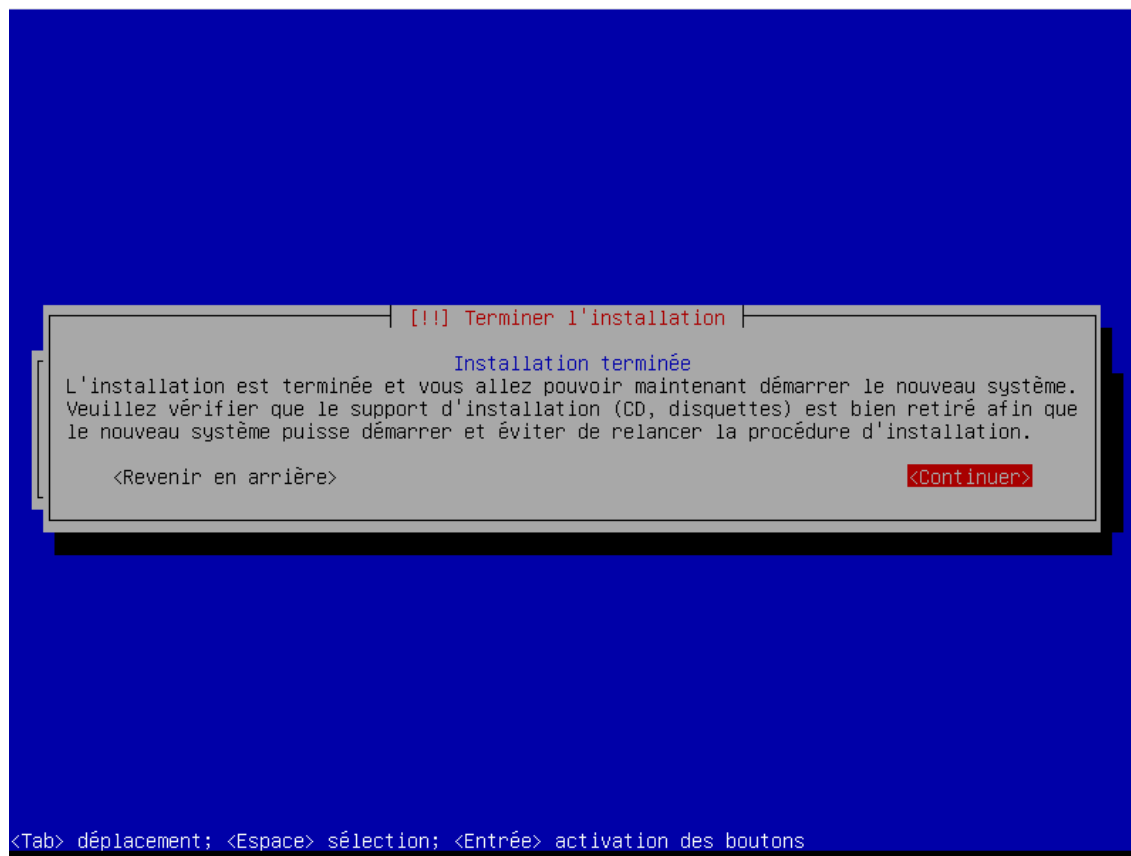 [!!] Terminer l'installation
Installation terminée
L'installation est terminée et vous allez pouvoir maintenant démarrer le nouveau système.
Veuillez vérifier que le support d'installation (CD, disquettes) est bien retiré afin que
le nouveau système puisse démarrer et éviter de relancer la procédure d'installation.
<Revenir en arrière> <Continuer>
<Tab> déplacement; <Espace> sélection; <Entrée> activation des boutons